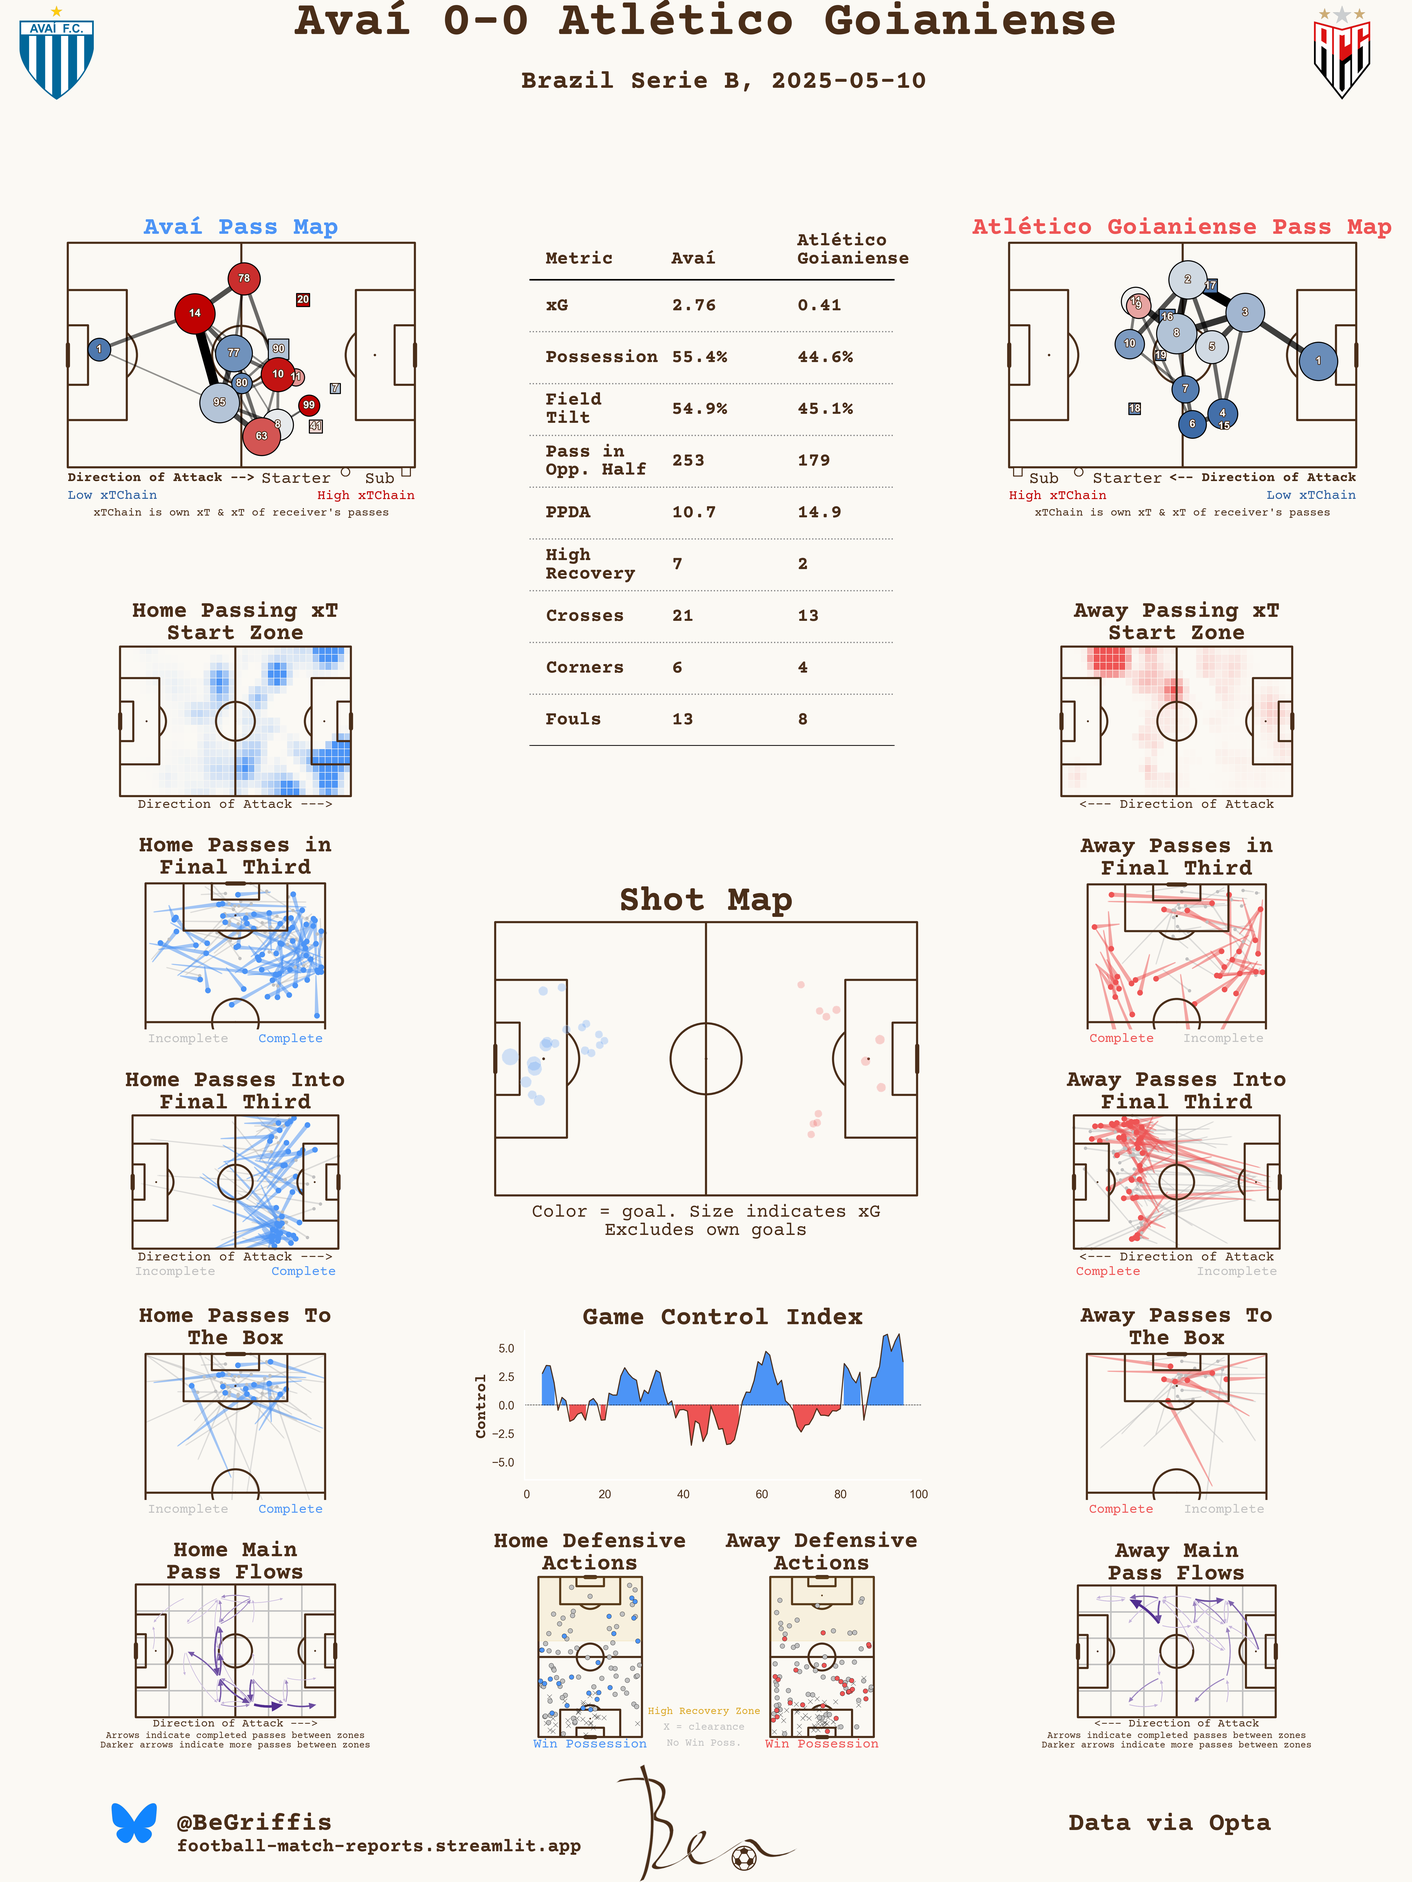 Avaí 0-0 Atlético Goianiense
AVAÍ F.C.
ACG
Brazil Serie B, 2025-05-10
Avaí Pass Map
78
20
14
1
77
90
10
11
80
7
95
99
8
41
63
Direction of Attack --> Starter Sub
Low xTChain High xTChain
xTChain is own xT & xT of receiver's passes
Metric Avaí Atlético Goianiense
xG 2.76 0.41
Possession 55.4% 44.6%
Field Tilt 54.9% 45.1%
Pass in Opp. Half 253 179
PPDA 10.7 14.9
High Recovery 7 2
Crosses 21 13
Corners 6 4
Fouls 13 8
Atlético Goianiense Pass Map
2
17
11
9
16
3
8
10
5
19
1
7
18
4
6
15
Sub Starter <-- Direction of Attack
High xTChain Low xTChain
xTChain is own xT & xT of receiver's passes
Home Passing xT
Start Zone
Direction of Attack --->
Away Passing xT
Start Zone
<--- Direction of Attack
Home Passes in
Final Third
Incomplete Complete
Away Passes in
Final Third
Complete Incomplete
Shot Map
Color = goal. Size indicates xG
Excludes own goals
Home Passes Into
Final Third
Direction of Attack --->
Incomplete Complete
Away Passes Into
Final Third
<--- Direction of Attack
Complete Incomplete
Home Passes To
The Box
Incomplete Complete
Game Control Index
Control
5.0
2.5
0.0
−2.5
−5.0
0 20 40 60 80 100
Away Passes To
The Box
Complete Incomplete
Home Main
Pass Flows
Direction of Attack --->
Arrows indicate completed passes between zones
Darker arrows indicate more passes between zones
Home Defensive
Actions
Win Possession
Away Defensive
Actions
Win Possession
High Recovery Zone
X = clearance
No Win Poss.
Away Main
Pass Flows
<--- Direction of Attack
Arrows indicate completed passes between zones
Darker arrows indicate more passes between zones
@BeGriffis
football-match-reports.streamlit.app
Ben
Data via Opta